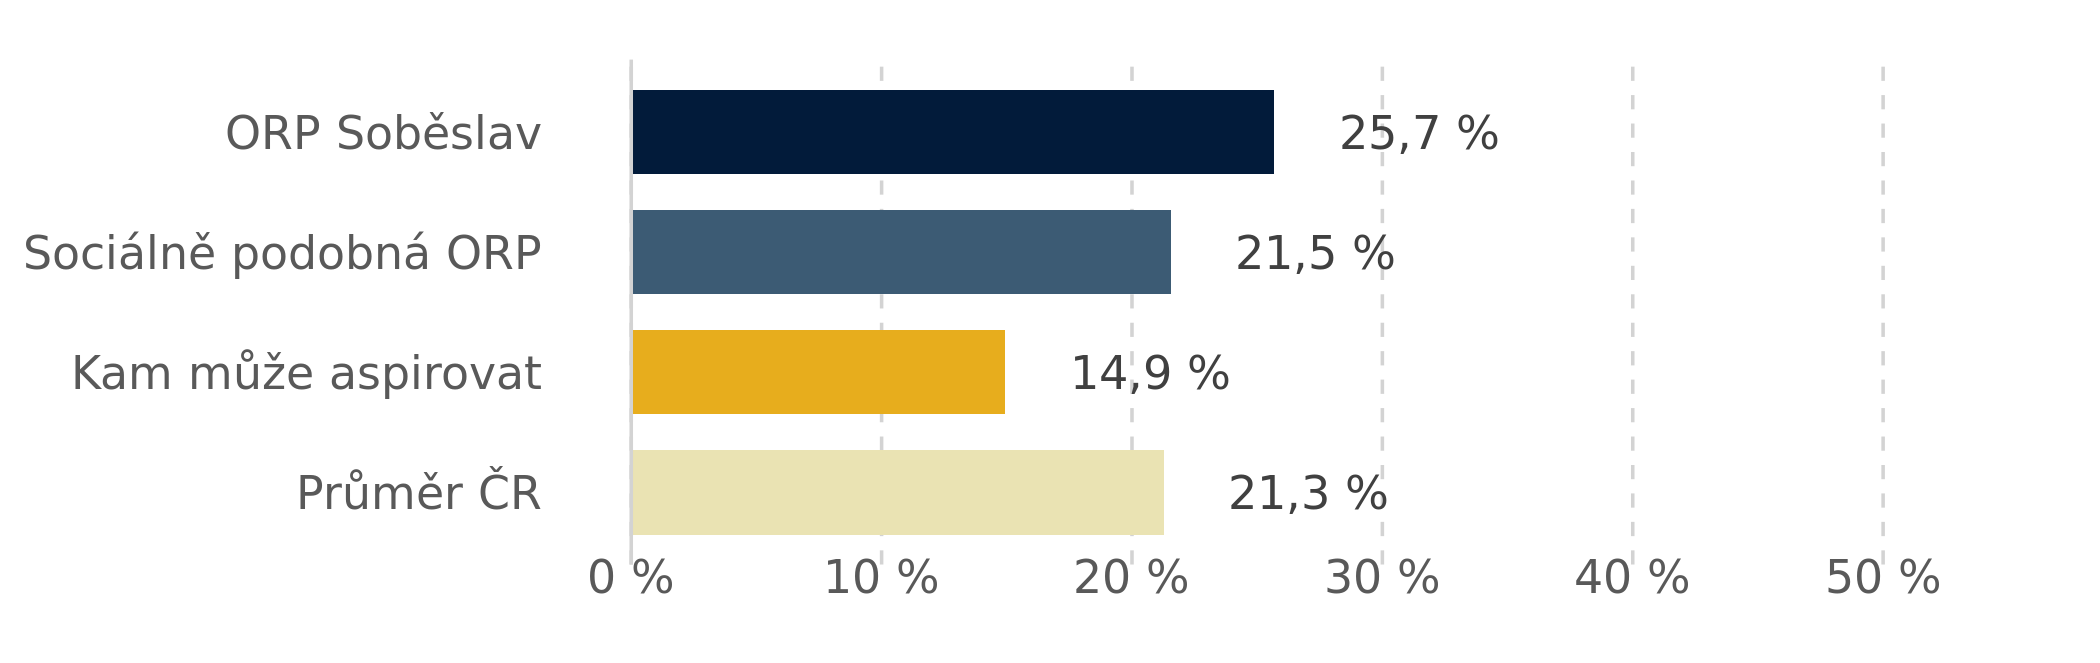 ORP Soběslav
25,7 %
Sociálně podobná ORP
21,5 %
Kam může aspirovat
14,9 %
Průměr ČR
21,3 %
0 % 10 % 20 % 30 % 40 % 50 %